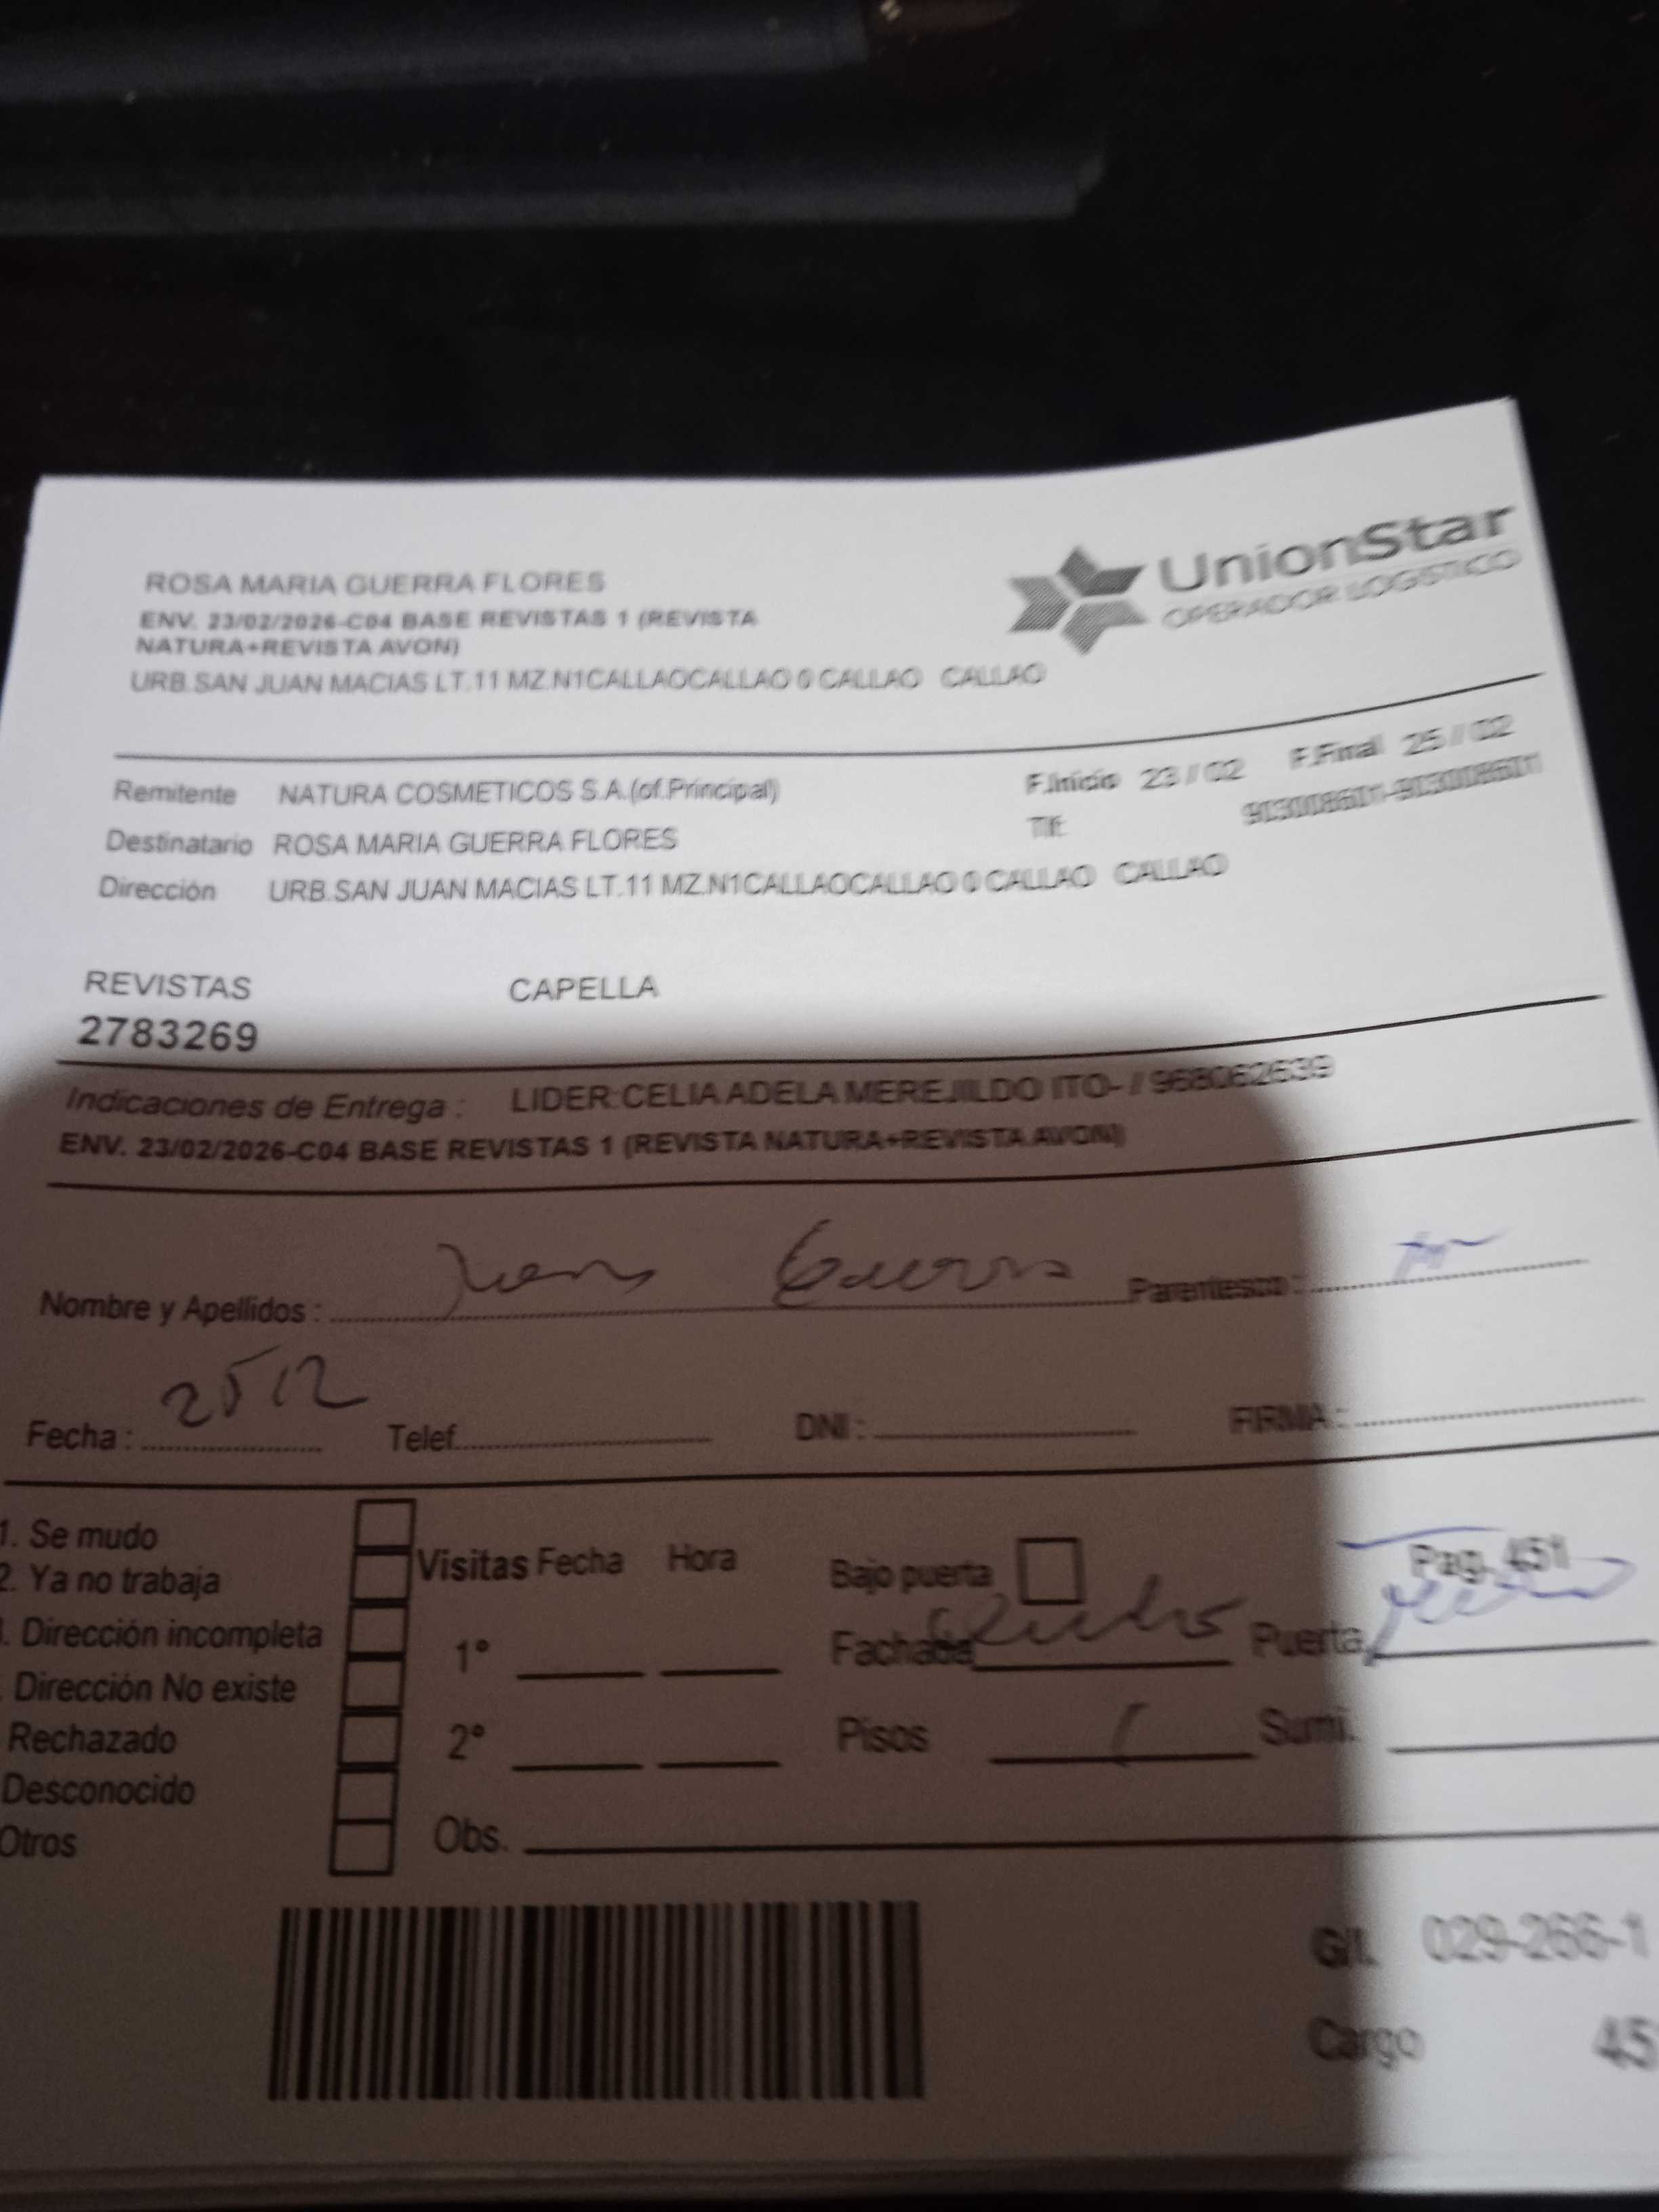 ROSA MARIA GUERRA FLORES
ENV. 23/02/2026-C04 BASE REVISTAS 1 (REVISTA
NATURA+REVISTA AVON)
URB.SAN JUAN MACIAS LT.11 MZ.N1CALLAOCALLAO 0 CALLAO CALLAO
UnionStar
OPERADOR LOGISTICO
Remitente NATURA COSMETICOS S.A.(of.Principal) F.Inicio 23 // 02 F.Final 25 // 02
Destinatario ROSA MARIA GUERRA FLORES Tlf:
Dirección URB.SAN JUAN MACIAS LT.11 MZ.N1CALLAOCALLAO 0 CALLAO CALLAO
REVISTAS CAPELLA
2783269
Indicaciones de Entrega : LIDER:CELIA ADELA MEREJILDO ITO- // 968062639
ENV. 23/02/2026-C04 BASE REVISTAS 1 (REVISTA NATURA+REVISTA AVON)
Nombre y Apellidos : Guerra Parentesco :
Fecha : 25/2 Telef. DNI : FIRMA :
1. Se mudo
2. Ya no trabaja
. Dirección incompleta
. Dirección No existe
Rechazado
Desconocido
Otros
Visitas Fecha Hora
1°
2°
Obs.
Bajo puerta Pag. 451
Fachada Puerta
Pisos 1 Sumi.
G/L 029-266-1
Cargo 45